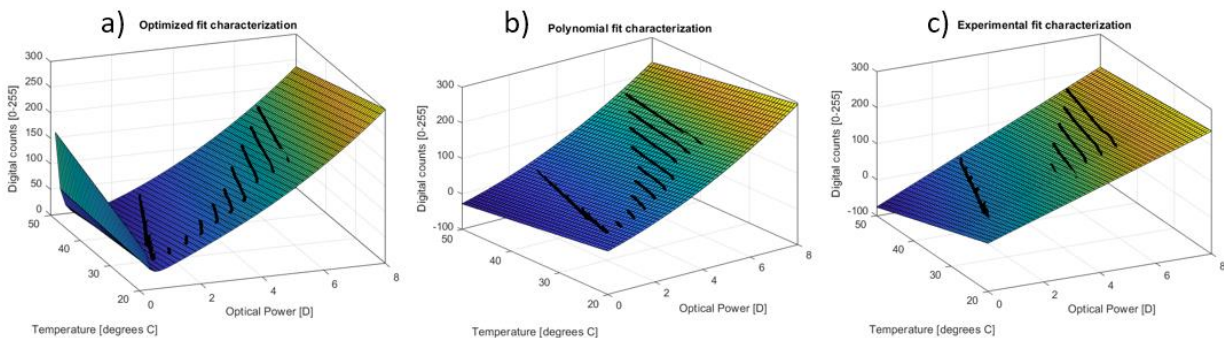 a)
Optimized fit characterization
Digital counts [0-255]
300
250
200
150
100
50
0
50
40
30
20
0
2
4
6
8
Temperature [degrees C]
Optical Power [D]
b)
Polynomial fit characterization
Digital counts [0-255]
300
200
100
0
-100
50
40
30
20
0
2
4
6
8
Temperature [degrees C]
Optical Power [D]
c)
Experimental fit characterization
Digital counts [0-255]
300
200
100
0
-100
50
40
30
20
0
2
4
6
8
Temperature [degrees C]
Optical Power [D]